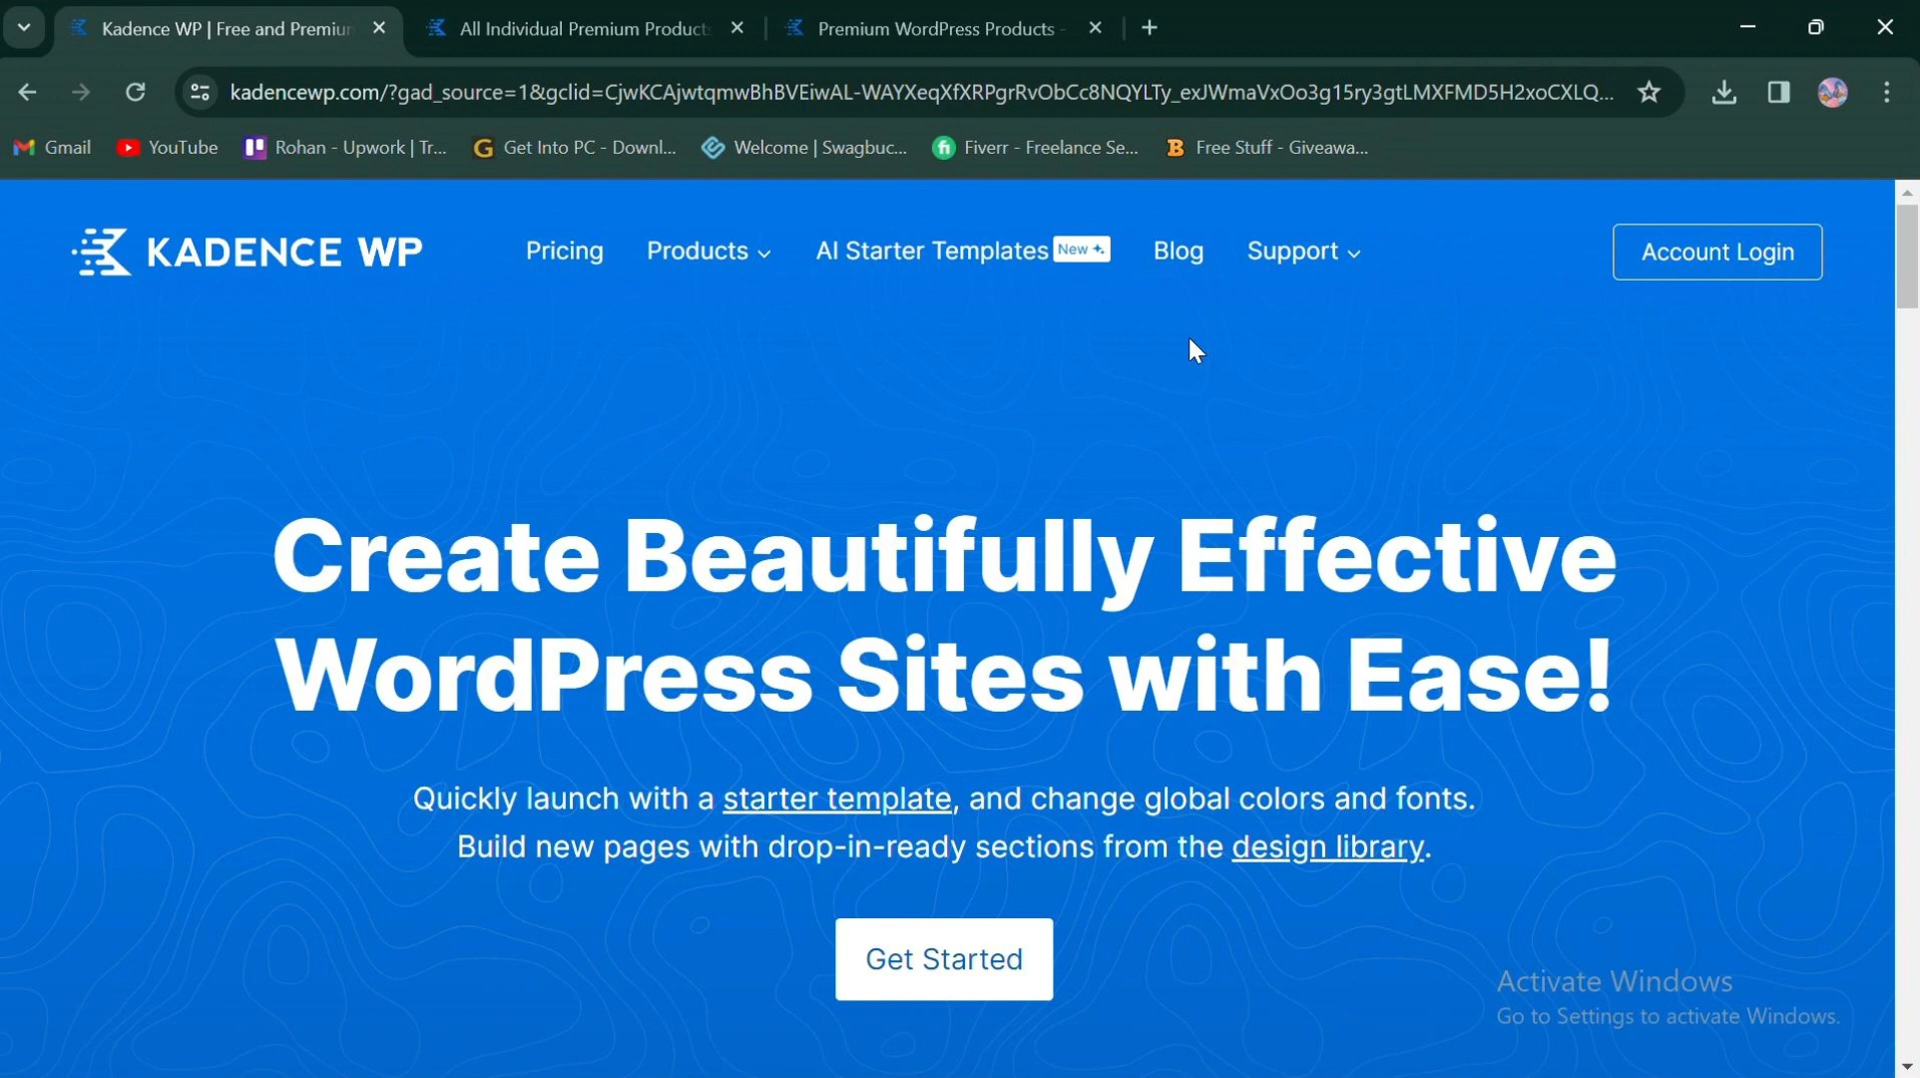 Kadence WP | Free and Premiun
All Individual Premium Product
Premium WordPress Products -
kadencewp.com/?gad_source=1&gclid=CjwKCAjwtqmwBhBVEiwAL-WAYXeqXfXRPgrRvObCc8NQYLTy_exJWmaVxOo3g15ry3gtLMXFMD5H2xoCXLQ...
Gmail
YouTube
Rohan - Upwork | Tr...
Get Into PC - Downl...
Welcome | Swagbuc...
Fiverr - Freelance Se...
Free Stuff - Giveawa...
KADENCE WP
Pricing
Products
AI Starter Templates New
Blog
Support
Account Login
Create Beautifully Effective
WordPress Sites with Ease!
Quickly launch with a starter template, and change global colors and fonts.
Build new pages with drop-in-ready sections from the design library.
Get Started
Activate Windows
Go to Settings to activate Windows.